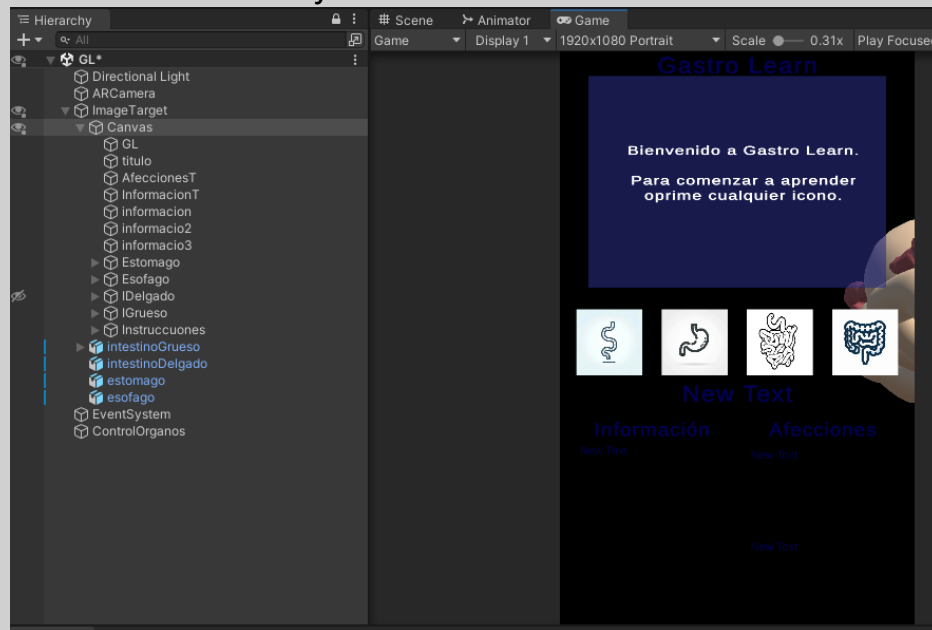 Hierarchy
# Scene
Animator
Game
All
Game
Display 1
1920x1080 Portrait
Scale
0.31x
Play Focused
GL*
Directional Light
ARCamera
ImageTarget
Canvas
GL
titulo
AfeccionesT
InformacionT
informacion
informacio2
informacio3
Estomago
Esofago
IDelgado
IGrueso
Instruccuones
intestinoGrueso
intestinoDelgado
estomago
esofago
EventSystem
ControlOrganos
Gastro Learn
Bienvenido a Gastro Learn.
Para comenzar a aprender
oprime cualquier icono.
New Text
Información
Afecciones
New Text
New Text
New Text